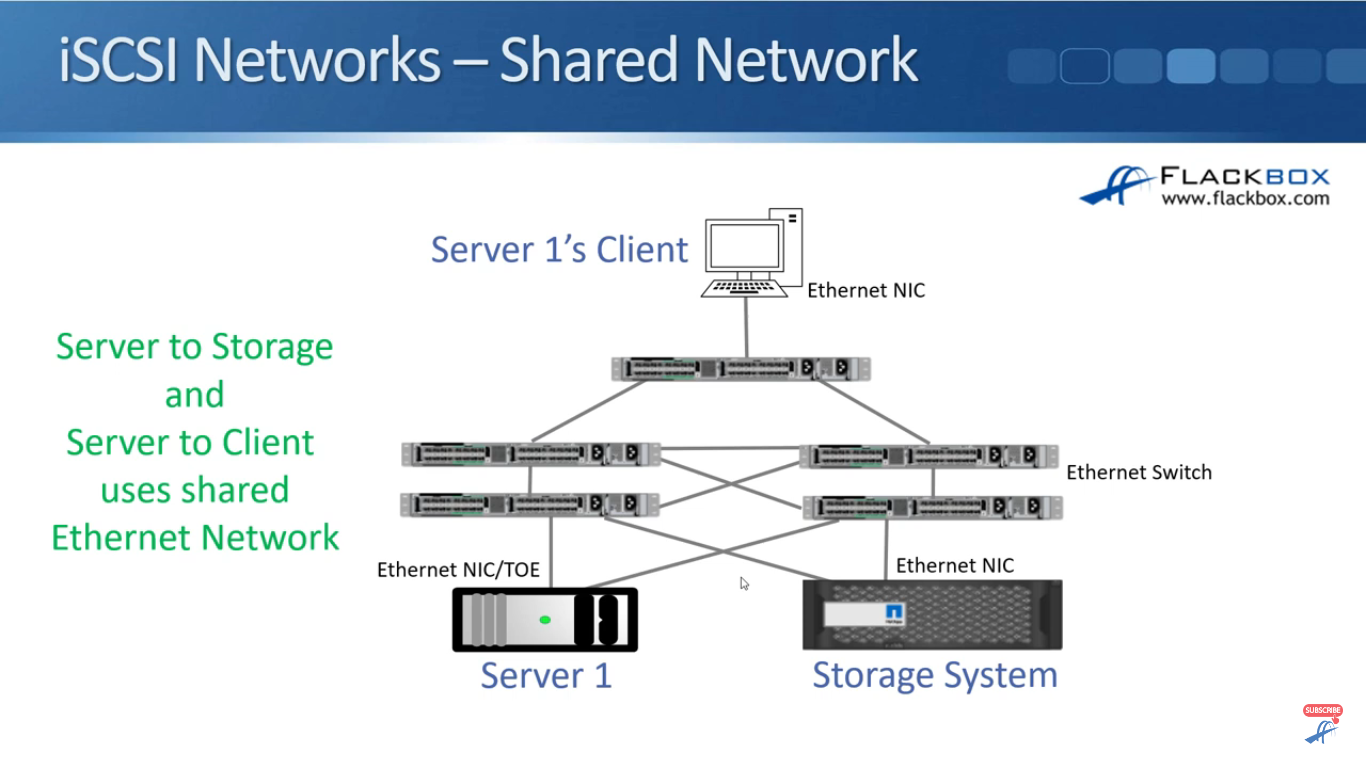 iSCSI Networks – Shared Network
FLACKBOX
www.flackbox.com
Server 1’s Client
Ethernet NIC
Server to Storage
and
Server to Client
uses shared
Ethernet Network
Ethernet Switch
Ethernet NIC/TOE
Ethernet NIC
Server 1
Storage System
SUBSCRIBE